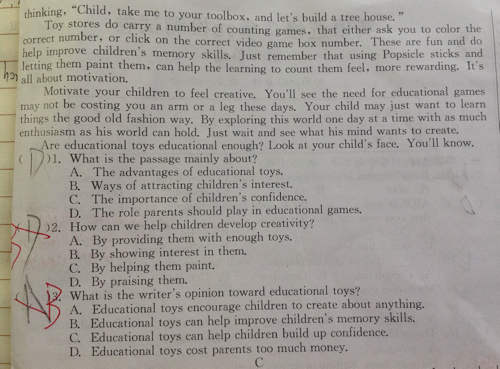 thinking, "Child, take me to your toolbox, and let's build a tree house."
Toy stores do carry a number of counting games, that either ask you to color the
correct number, or click on the correct video game box number. These are fun and do
help improve children's memory skills. Just remember that using Popsicle sticks and
letting them paint them, can help the learning to count them feel, more rewarding. It's
all about motivation.
Motivate your children to feel creative. You'll see the need for educational games
may not be costing you an arm or a leg these days. Your child may just want to learn
things the good old fashion way. By exploring this world one day at a time with as much
enthusiasm as his world can hold. Just wait and see what his mind wants to create.
Are educational toys educational enough? Look at your child's face. You'll know.
( D )1. What is the passage mainly about?
A. The advantages of educational toys.
B. Ways of attracting children's interest.
C. The importance of children's confidence.
D. The role parents should play in educational games.
D )2. How can we help children develop creativity?
A. By providing them with enough toys.
B. By showing interest in them.
C. By helping them paint.
D. By praising them.
B 3. What is the writer's opinion toward educational toys?
A. Educational toys encourage children to create about anything.
B. Educational toys can help improve children's memory skills.
C. Educational toys can help children build up confidence.
D. Educational toys cost parents too much money.
C